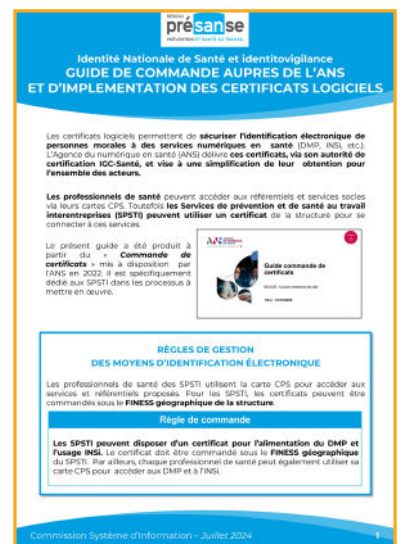 RÉSEAU
présanse
PRÉVENTION ET SANTÉ AU TRAVAIL
Identité Nationale de Santé et identitovigilance
GUIDE DE COMMANDE AUPRES DE L'ANS
ET D'IMPLEMENTATION DES CERTIFICATS LOGICIELS
Les certificats logiciels permettent de sécuriser l'identification électronique de
personnes morales à des services numériques en santé (DMP, INSi, etc.).
L'Agence du numérique en santé (ANS) délivre ces certificats, via son autorité de
certification IGC-Santé, et vise à une simplification de leur obtention pour
l'ensemble des acteurs.
Les professionnels de santé peuvent accéder aux référentiels et services socles
via leurs cartes CPS. Toutefois les Services de prévention et de santé au travail
interentreprises (SPSTI) peuvent utiliser un certificat de la structure pour se
connecter à ces services.
Le présent guide a été produit à
partir du « Commande de
certificats » mis à disposition par
l'ANS en 2022. Il est spécifiquement
dédié aux SPSTI dans les processus à
mettre en œuvre.
Guide commande de
certificats
RÈGLES DE GESTION
DES MOYENS D'IDENTIFICATION ÉLECTRONIQUE
Les professionnels de santé des SPSTI utilisent la carte CPS pour accéder aux
services et référentiels proposés. Pour les SPSTI, les certificats peuvent être
commandés sous le FINESS géographique de la structure.
Règle de commande
Les SPSTI peuvent disposer d'un certificat pour l'alimentation du DMP et
l'usage INSi. Le certificat doit être commandé sous le FINESS géographique
du SPSTI. Par ailleurs, chaque professionnel de santé peut également utiliser sa
carte CPS pour accéder aux DMP et à l'INSi.
Commission Système d'Information – Juillet 2024
1